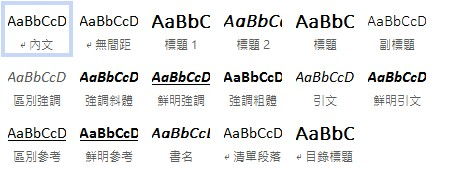 AaBbCcD AaBbCcD AaBbC AaBbC AaBbC AaBbCcD
↵內文 ↵無間距 標題 1 標題 2 標題 副標題
AaBbCcD AaBbCcD AaBbCcD AaBbCcD AaBbCcD AaBbCcD
區別強調 強調斜體 鮮明強調 強調粗體 引文 鮮明引文
AaBbCcD AaBbCcD AaBbCcI AaBbCcD AaBbC
區別參考 鮮明參考 書名 ↵清單段落 ↵目錄標題